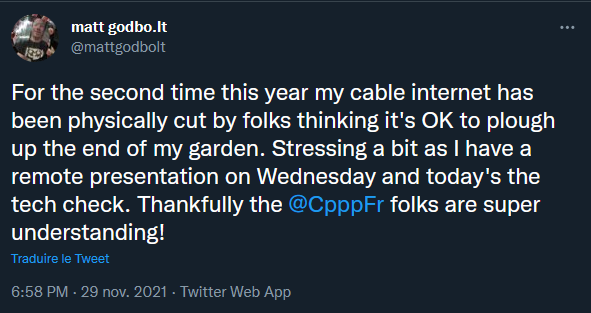 matt godbo.lt
@mattgodbolt
For the second time this year my cable internet has
been physically cut by folks thinking it's OK to plough
up the end of my garden. Stressing a bit as I have a
remote presentation on Wednesday and today's the
tech check. Thankfully the @CpppFr folks are super
understanding!
Traduire le Tweet
6:58 PM · 29 nov. 2021 · Twitter Web App